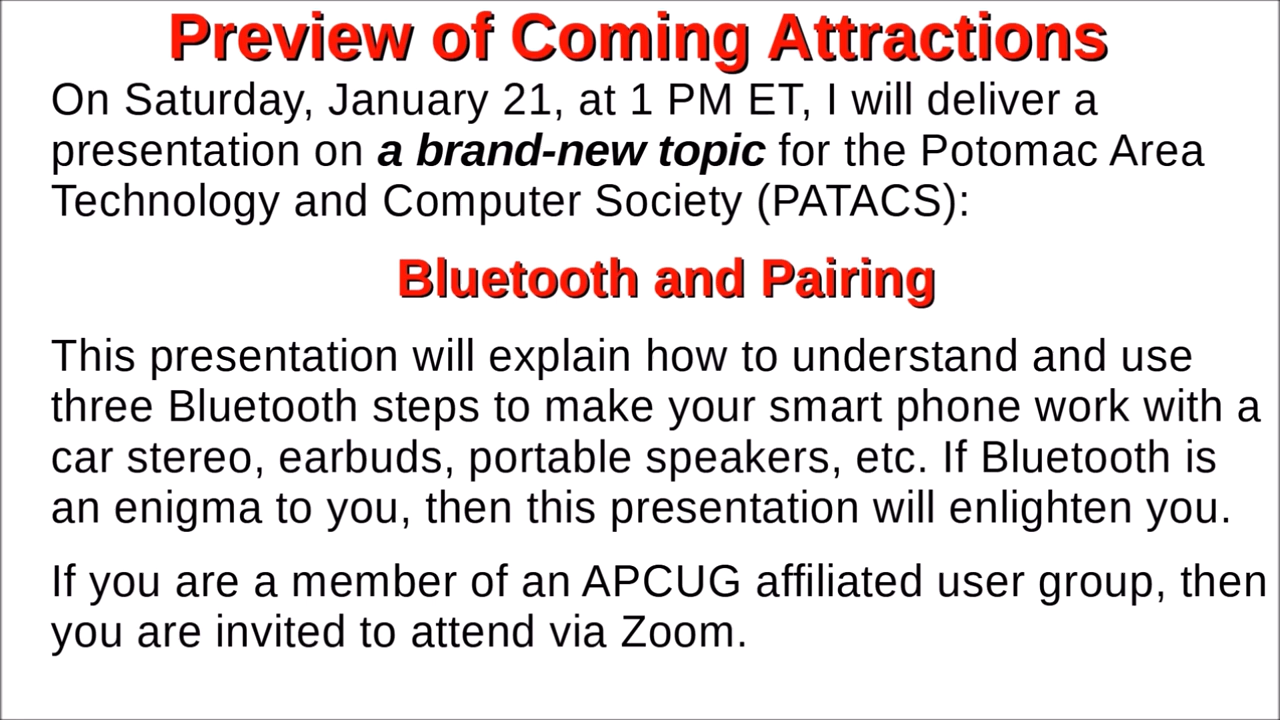 Preview of Coming Attractions
On Saturday, January 21, at 1 PM ET, I will deliver a
presentation on a brand-new topic for the Potomac Area
Technology and Computer Society (PATACS):
Bluetooth and Pairing
This presentation will explain how to understand and use
three Bluetooth steps to make your smart phone work with a
car stereo, earbuds, portable speakers, etc. If Bluetooth is
an enigma to you, then this presentation will enlighten you.
If you are a member of an APCUG affiliated user group, then
you are invited to attend via Zoom.